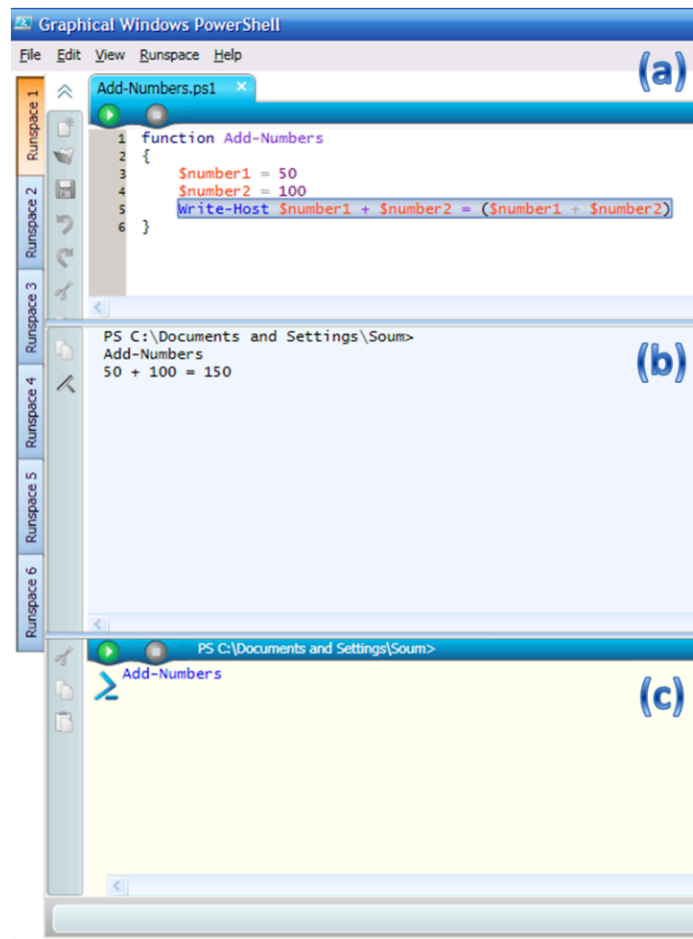 Graphical Windows PowerShell
File Edit View Runspace Help
(a)
Runspace 1
Runspace 2
Runspace 3
Runspace 4
Runspace 5
Runspace 6
Add-Numbers.ps1 ×
1 function Add-Numbers
2 {
3 $number1 = 50
4 $number2 = 100
5 Write-Host $number1 + $number2 = ($number1 + $number2)
6 }
PS C:\Documents and Settings\Soum>
Add-Numbers
50 + 100 = 150
(b)
PS C:\Documents and Settings\Soum>
Add-Numbers
(c)